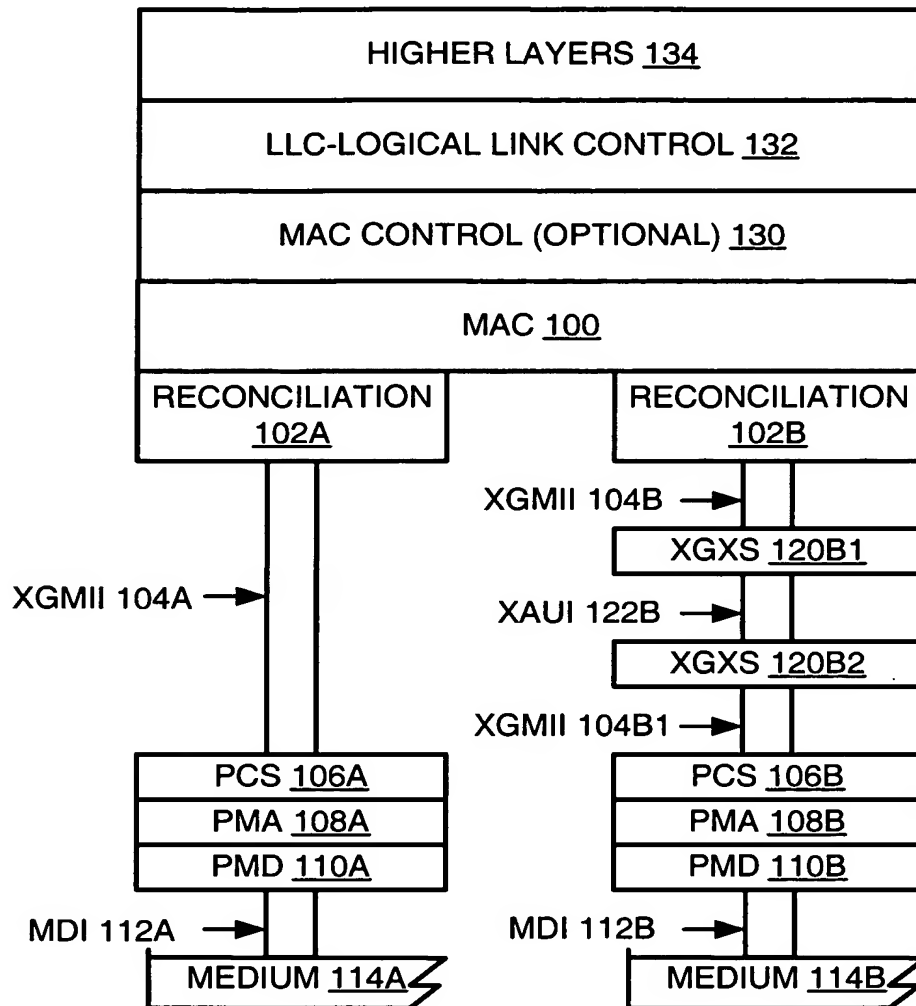 HIGHER LAYERS 134
LLC-LOGICAL LINK CONTROL 132
MAC CONTROL (OPTIONAL) 130
MAC 100
RECONCILIATION
102A
XGMII 104A
PCS 106A
PMA 108A
PMD 110A
MDI 112A
MEDIUM 114A
RECONCILIATION
102B
XGMII 104B
XGXS 120B1
XAUI 122B
XGXS 120B2
XGMII 104B1
PCS 106B
PMA 108B
PMD 110B
MDI 112B
MEDIUM 114B